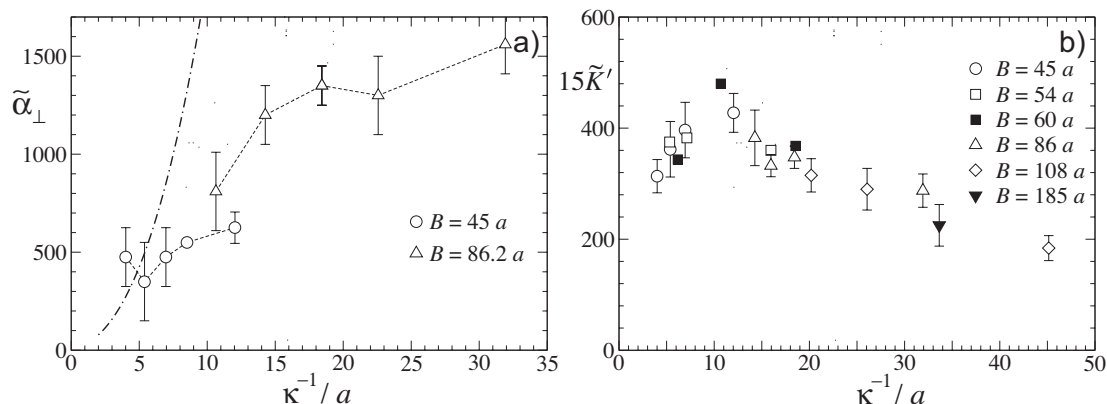 a)
1500
1000
500
0
α̃⊥
0 5 10 15 20 25 30 35
κ⁻¹/ a
B = 45 a
B = 86.2 a
b)
600
400
200
0
15K̃′
0 10 20 30 40 50
κ⁻¹/ a
B = 45 a
B = 54 a
B = 60 a
B = 86 a
B = 108 a
B = 185 a